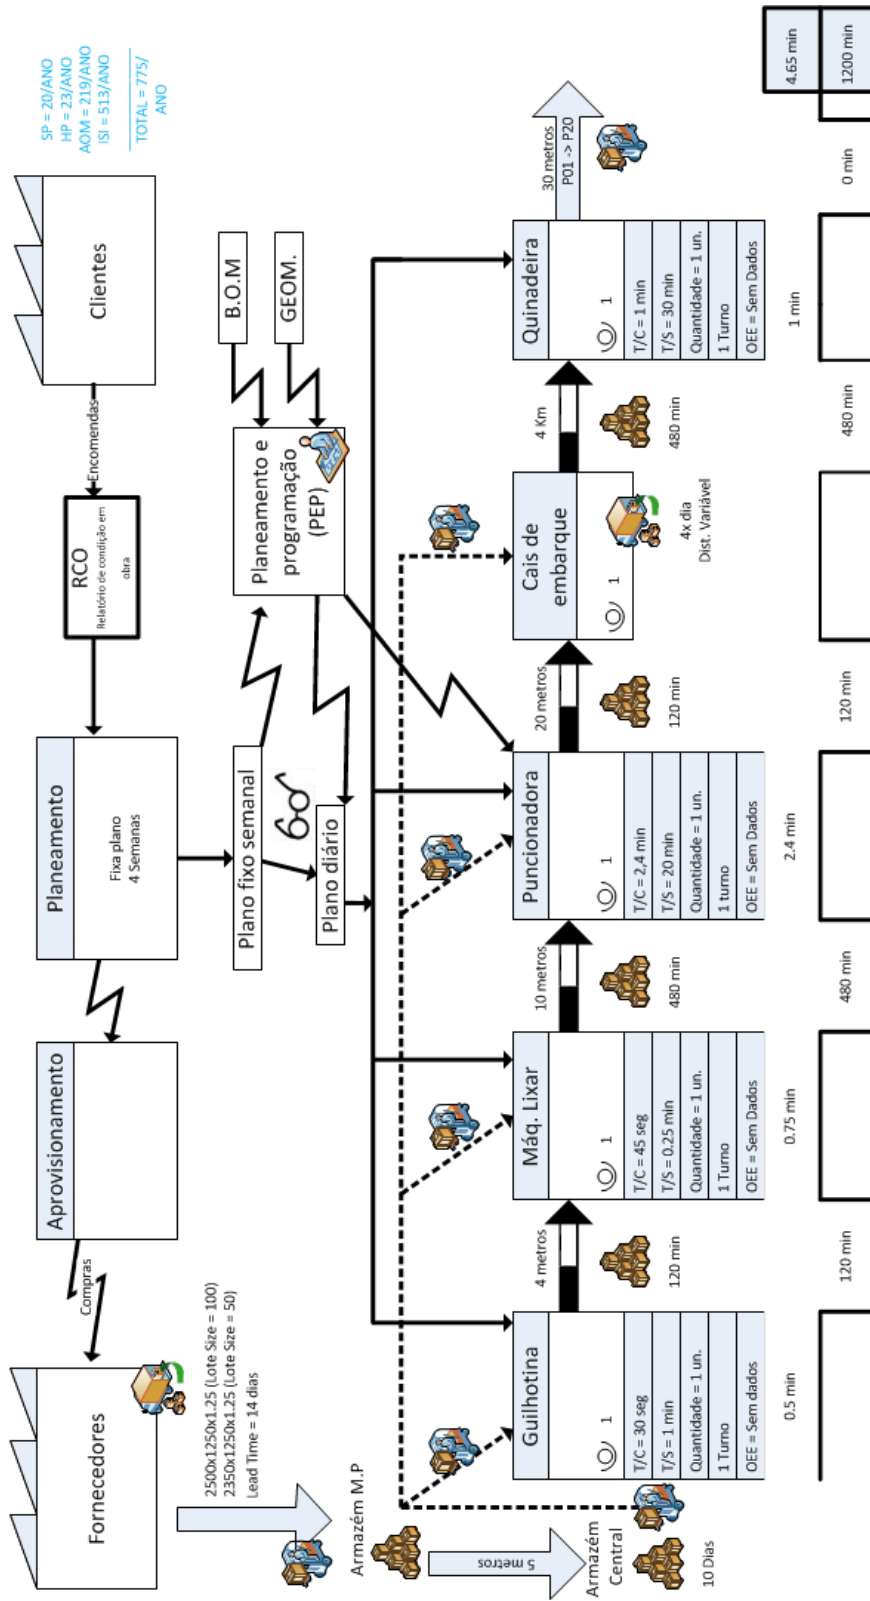 Fornecedores
Compras
Aprovisionamento
Planeamento
Fixa plano
4 Semanas
RCO
Relatório de condição em
obra
Encomendas
Clientes
SP = 20/ANO
HP = 23/ANO
AOM = 219/ANO
ISI = 513/ANO
TOTAL = 775/
ANO
2500x1250x1.25 (Lote Size = 100)
2350x1250x1.25 (Lote Size = 50)
Lead Time = 14 dias
Plano fixo semanal
Plano diário
Planeamento e
programação
(PEP)
B.O.M
GEOM.
Armazém M.P
5 metros
Armazém
Central
10 Dias
Guilhotina
1
T/C = 30 seg
T/S = 1 min
Quantidade = 1 un.
1 Turno
OEE = Sem dados
4 metros
120 min
Máq. Lixar
1
T/C = 45 seg
T/S = 0.25 min
Quantidade = 1 un.
1 Turno
OEE = Sem Dados
10 metros
480 min
Puncionadora
1
T/C = 2,4 min
T/S = 20 min
Quantidade = 1 un.
1 turno
OEE = Sem Dados
20 metros
120 min
Cais de
embarque
1
4x dia
Dist. Variável
4 Km
480 min
Quinadeira
1
T/C = 1 min
T/S = 30 min
Quantidade = 1 un.
1 Turno
OEE = Sem Dados
30 metros
P01 -> P20
0.5 min
120 min
0.75 min
480 min
2.4 min
120 min
480 min
1 min
0 min
4.65 min
1200 min